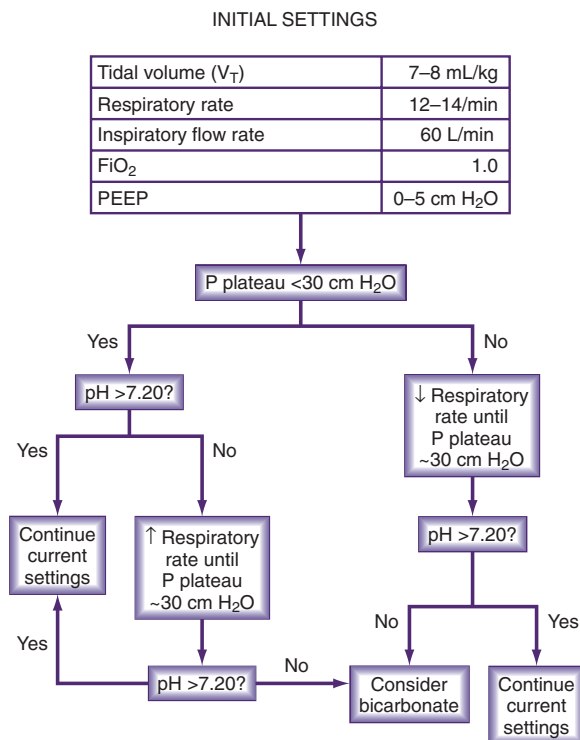 INITIAL SETTINGS
Tidal volume (V_T) 7–8 mL/kg
Respiratory rate 12–14/min
Inspiratory flow rate 60 L/min
FiO₂ 1.0
PEEP 0–5 cm H₂O
P plateau <30 cm H₂O
Yes
No
pH >7.20?
↓ Respiratory
rate until
P plateau
~30 cm H₂O
Yes
No
Continue
current
settings
↑ Respiratory
rate until
P plateau
~30 cm H₂O
pH >7.20?
No
Yes
Yes
pH >7.20?
No
Consider
bicarbonate
Continue
current
settings